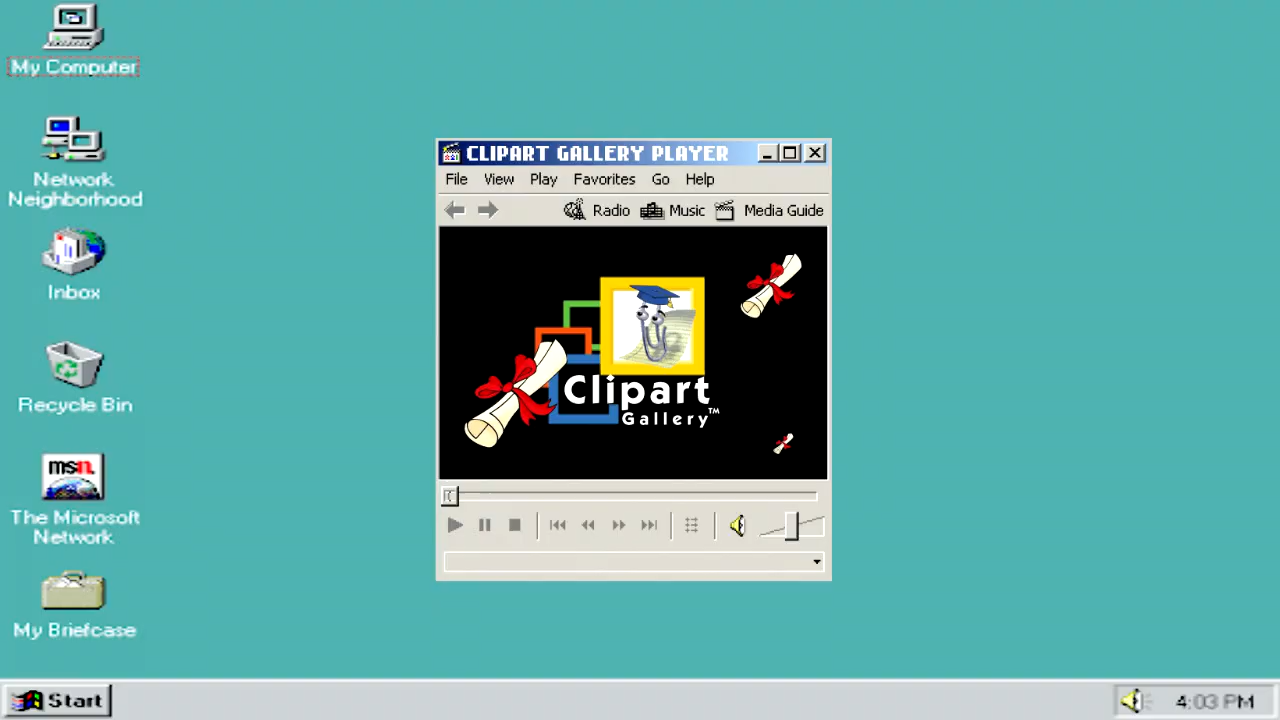 My Computer
Network
Neighborhood
Inbox
Recycle Bin
msn.
The Microsoft
Network
My Briefcase
CLIPART GALLERY PLAYER
File View Play Favorites Go Help
Radio Music Media Guide
Clipart
Gallery™
Start
4:03 PM